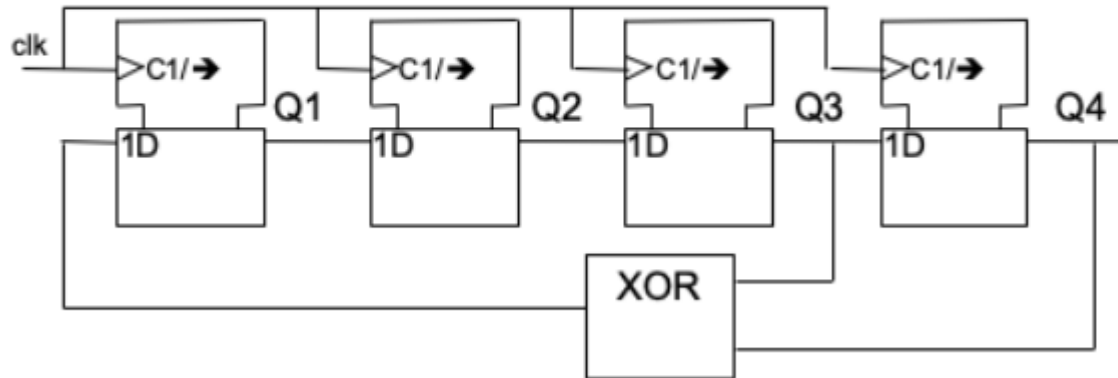 clk
C1/➔ C1/➔ C1/➔ C1/➔
Q1 Q2 Q3 Q4
1D 1D 1D 1D
XOR